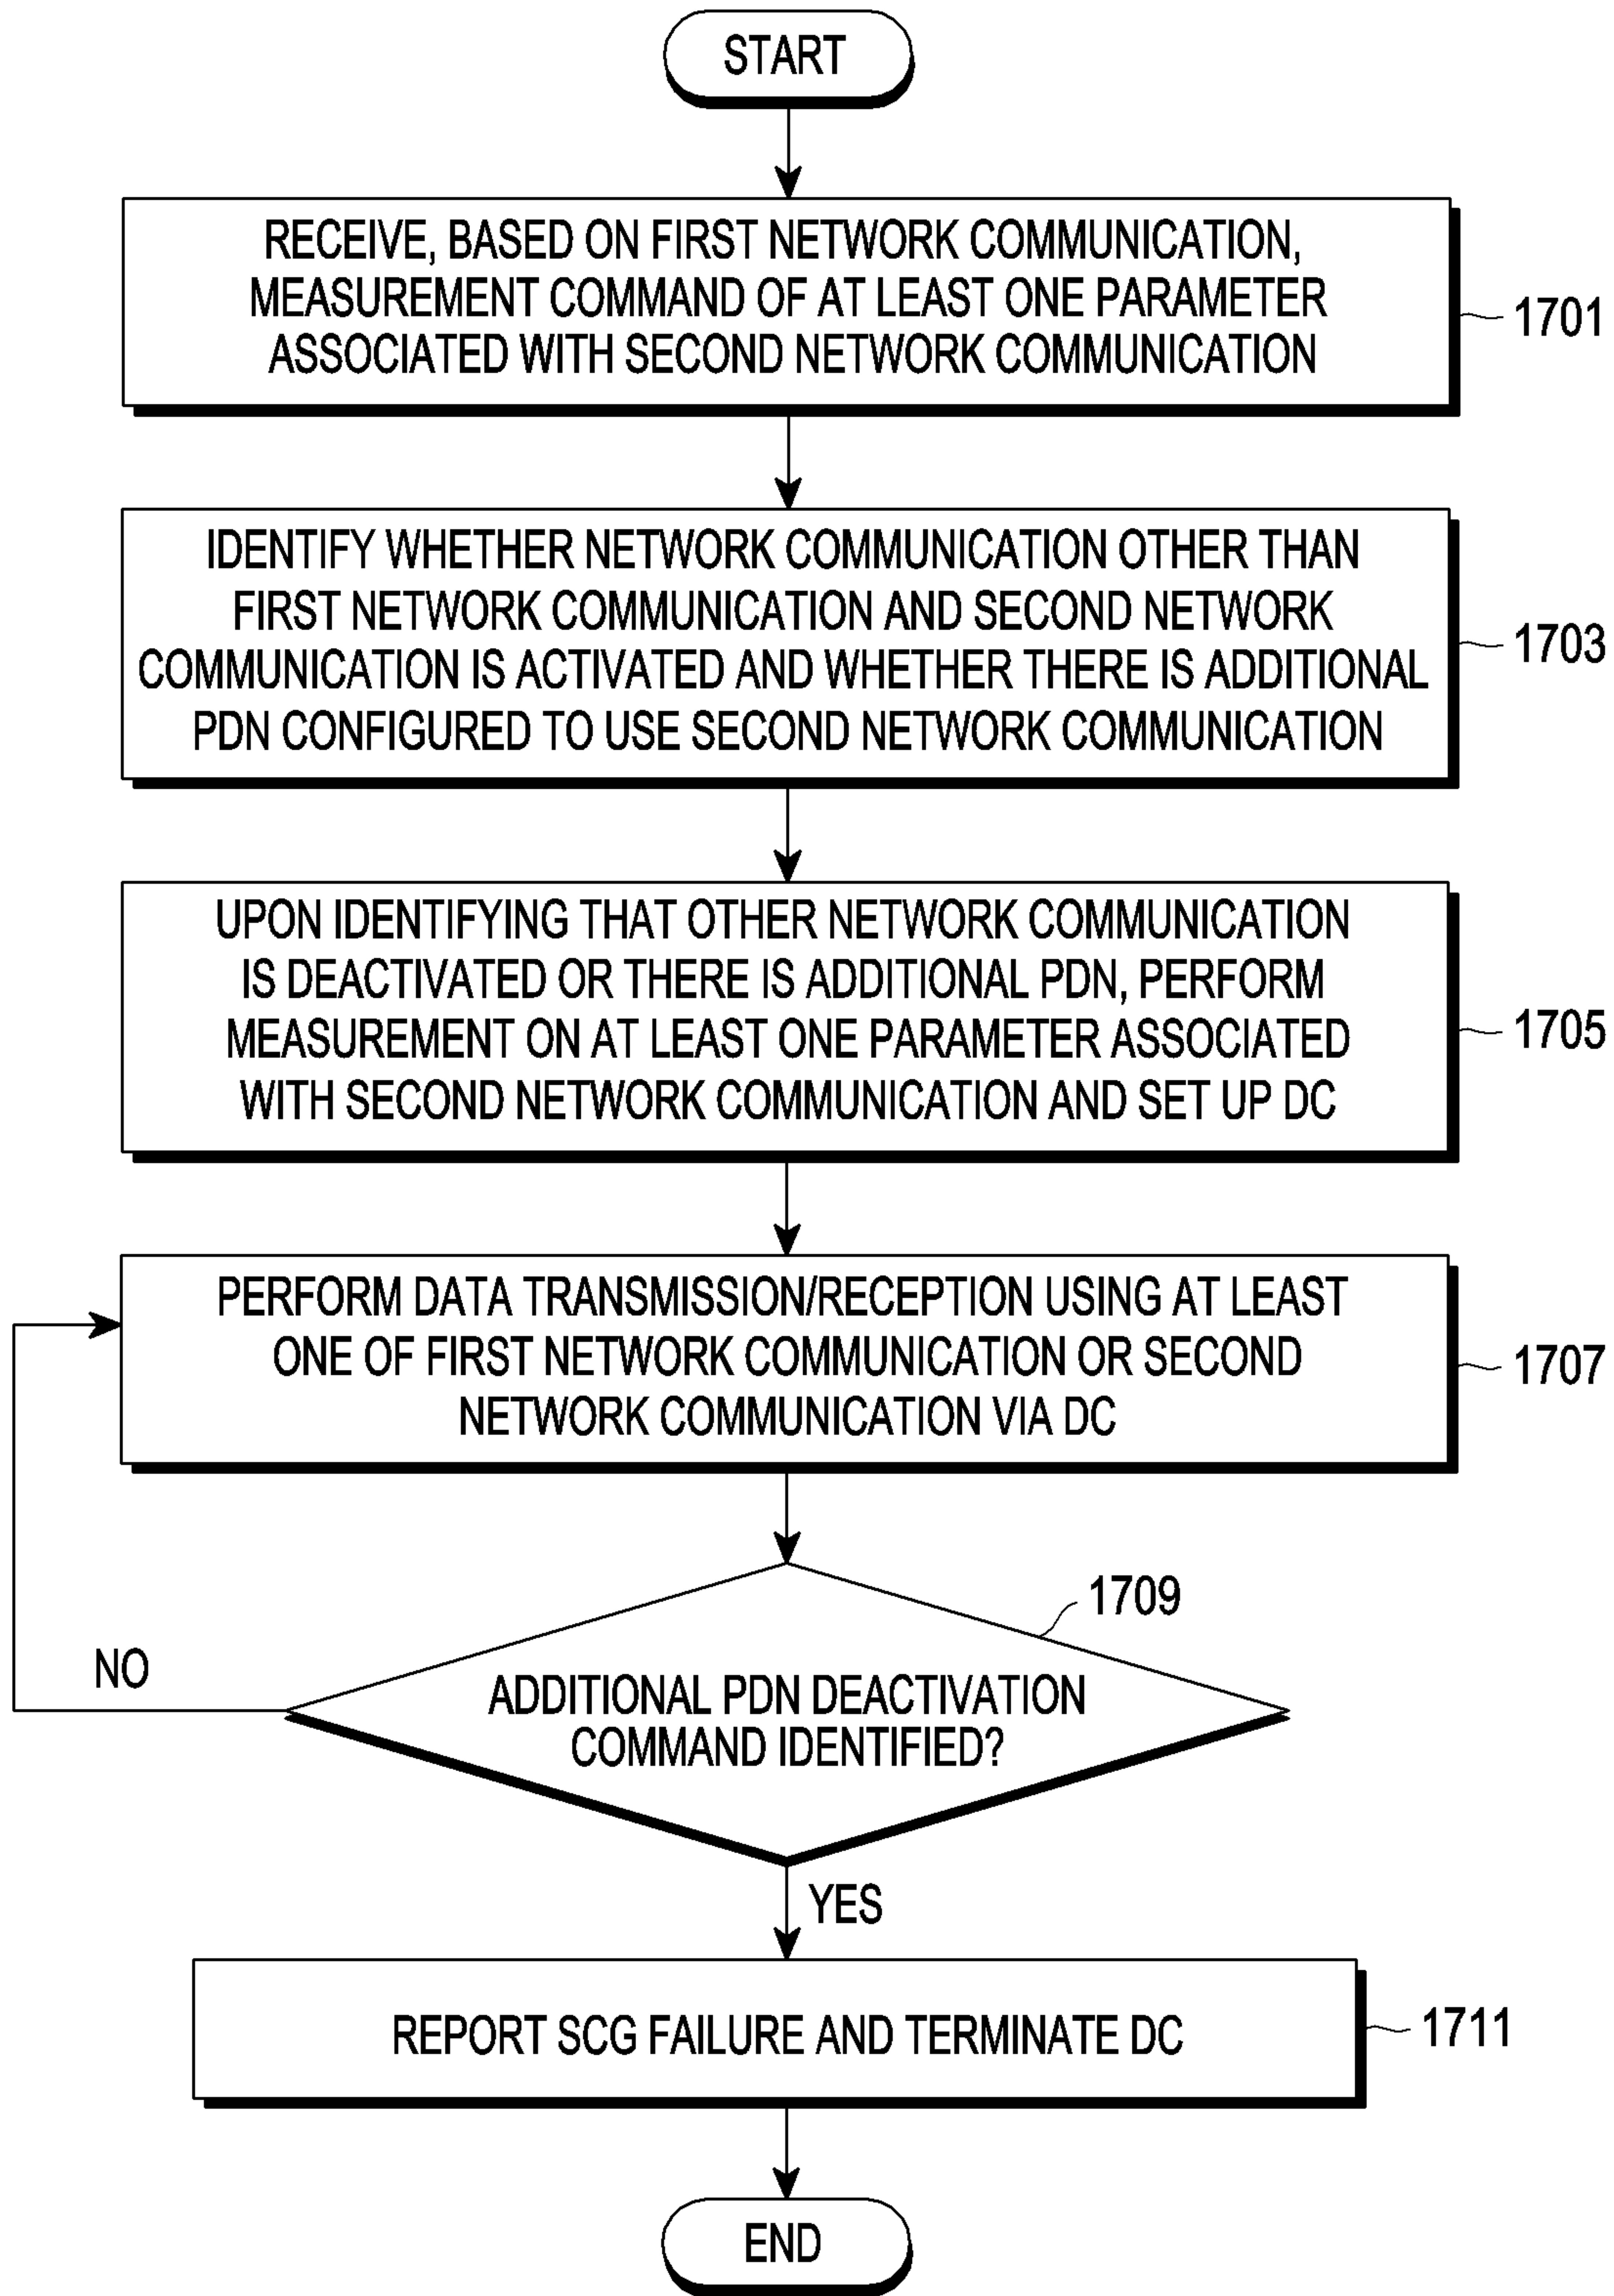 START
RECEIVE, BASED ON FIRST NETWORK COMMUNICATION,
MEASUREMENT COMMAND OF AT LEAST ONE PARAMETER
ASSOCIATED WITH SECOND NETWORK COMMUNICATION
1701
IDENTIFY WHETHER NETWORK COMMUNICATION OTHER THAN
FIRST NETWORK COMMUNICATION AND SECOND NETWORK
COMMUNICATION IS ACTIVATED AND WHETHER THERE IS ADDITIONAL
PDN CONFIGURED TO USE SECOND NETWORK COMMUNICATION
1703
UPON IDENTIFYING THAT OTHER NETWORK COMMUNICATION
IS DEACTIVATED OR THERE IS ADDITIONAL PDN, PERFORM
MEASUREMENT ON AT LEAST ONE PARAMETER ASSOCIATED
WITH SECOND NETWORK COMMUNICATION AND SET UP DC
1705
PERFORM DATA TRANSMISSION/RECEPTION USING AT LEAST
ONE OF FIRST NETWORK COMMUNICATION OR SECOND
NETWORK COMMUNICATION VIA DC
1707
1709
NO
ADDITIONAL PDN DEACTIVATION
COMMAND IDENTIFIED?
YES
REPORT SCG FAILURE AND TERMINATE DC
1711
END